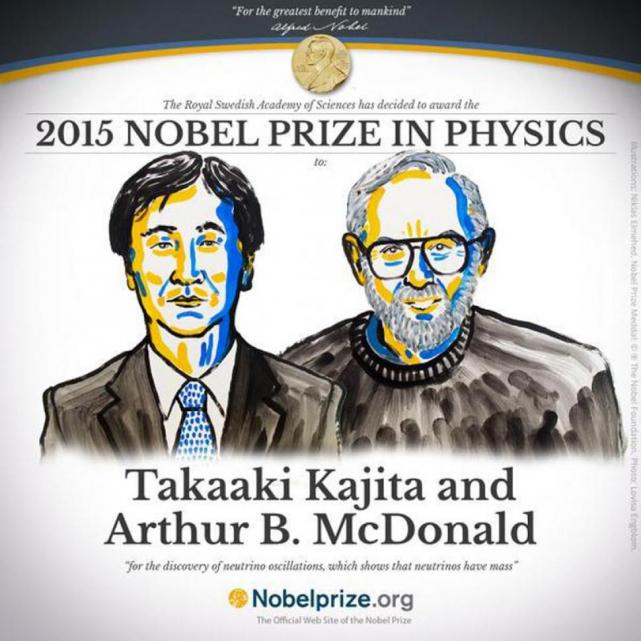 "For the greatest benefit to mankind"
Alfred Nobel
The Royal Swedish Academy of Sciences has decided to award the
2015 NOBEL PRIZE IN PHYSICS
to:
Takaaki Kajita and
Arthur B. McDonald
"for the discovery of neutrino oscillations, which shows that neutrinos have mass"
Nobelprize.org
The Official Web Site of the Nobel Prize
Illustrations: Niklas Elmehed. Nobel Prize Medal: © ® The Nobel Foundation. Photo: Lovisa Engblom.